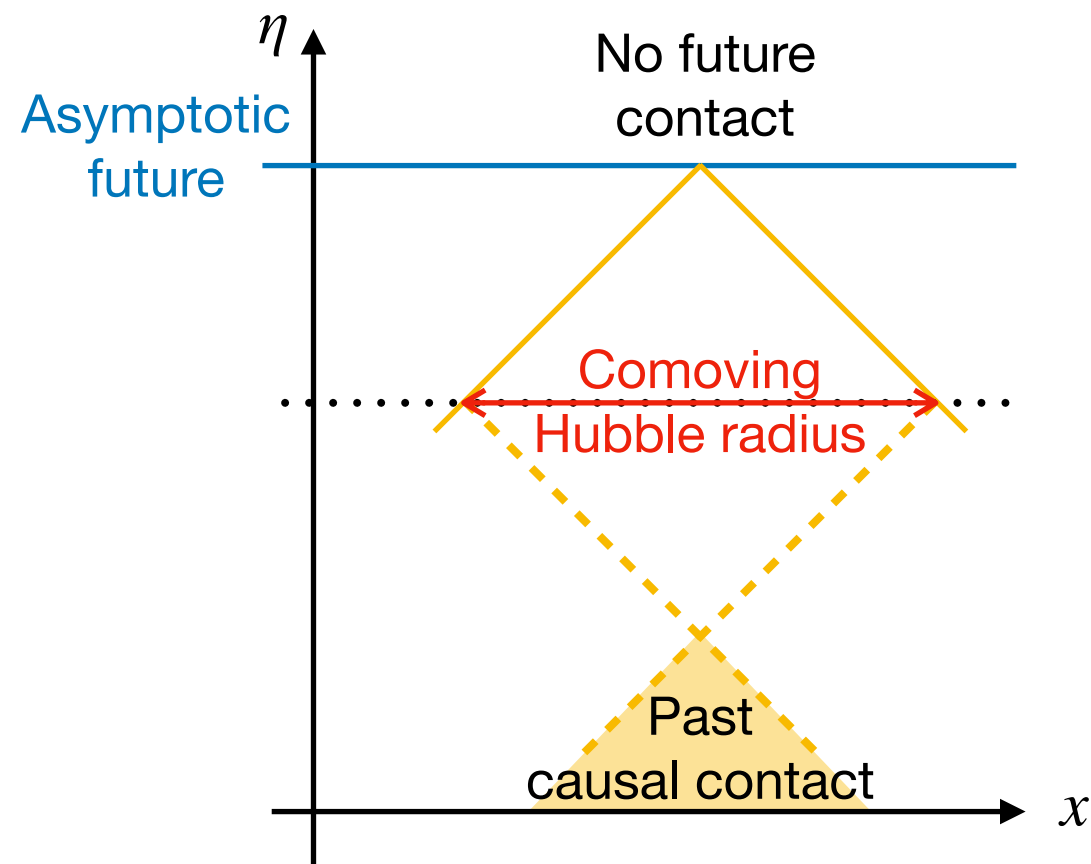 η
No future
contact
Asymptotic
future
Comoving
Hubble radius
Past
causal contact
x